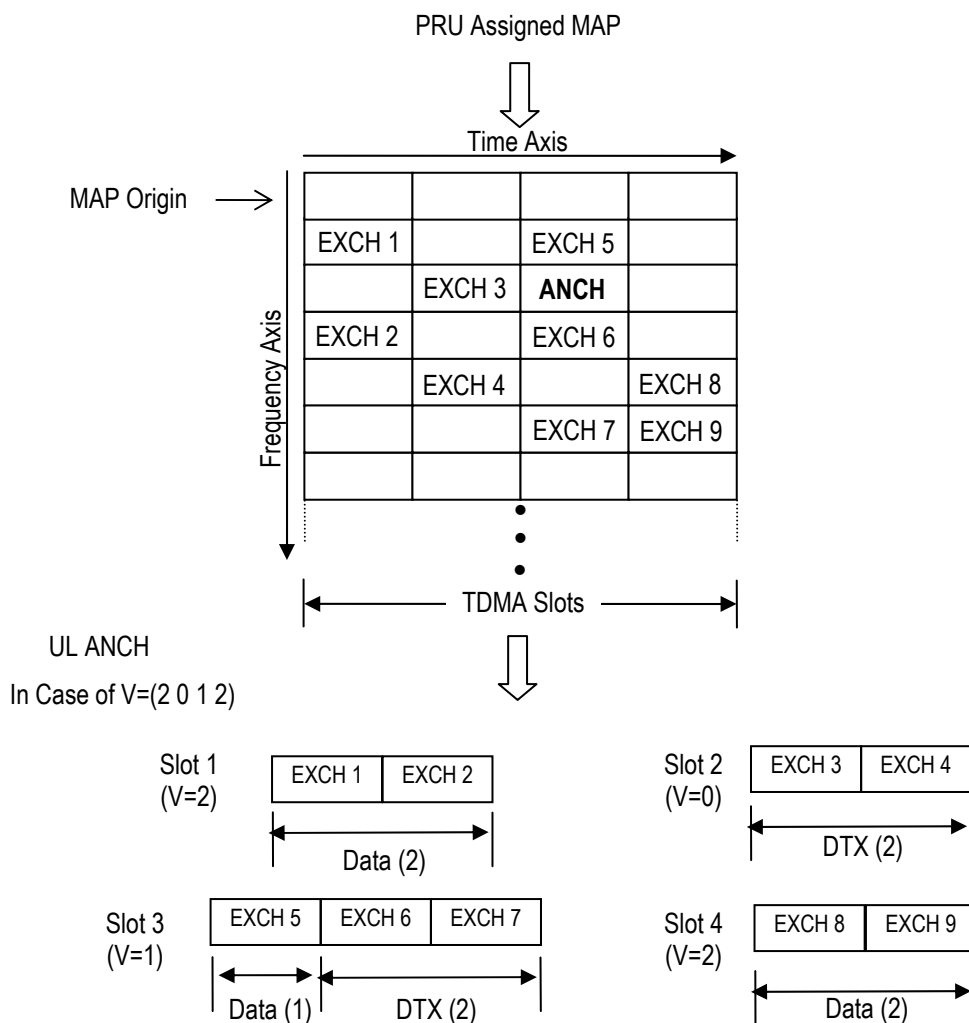 PRU Assigned MAP
Time Axis
MAP Origin
Frequency Axis
EXCH 1 EXCH 5
EXCH 3 ANCH
EXCH 2 EXCH 6
EXCH 4 EXCH 8
EXCH 7 EXCH 9
TDMA Slots
UL ANCH
In Case of V=(2 0 1 2)
Slot 1
(V=2)
EXCH 1 EXCH 2
Data (2)
Slot 2
(V=0)
EXCH 3 EXCH 4
DTX (2)
Slot 3
(V=1)
EXCH 5 EXCH 6 EXCH 7
Data (1) DTX (2)
Slot 4
(V=2)
EXCH 8 EXCH 9
Data (2)